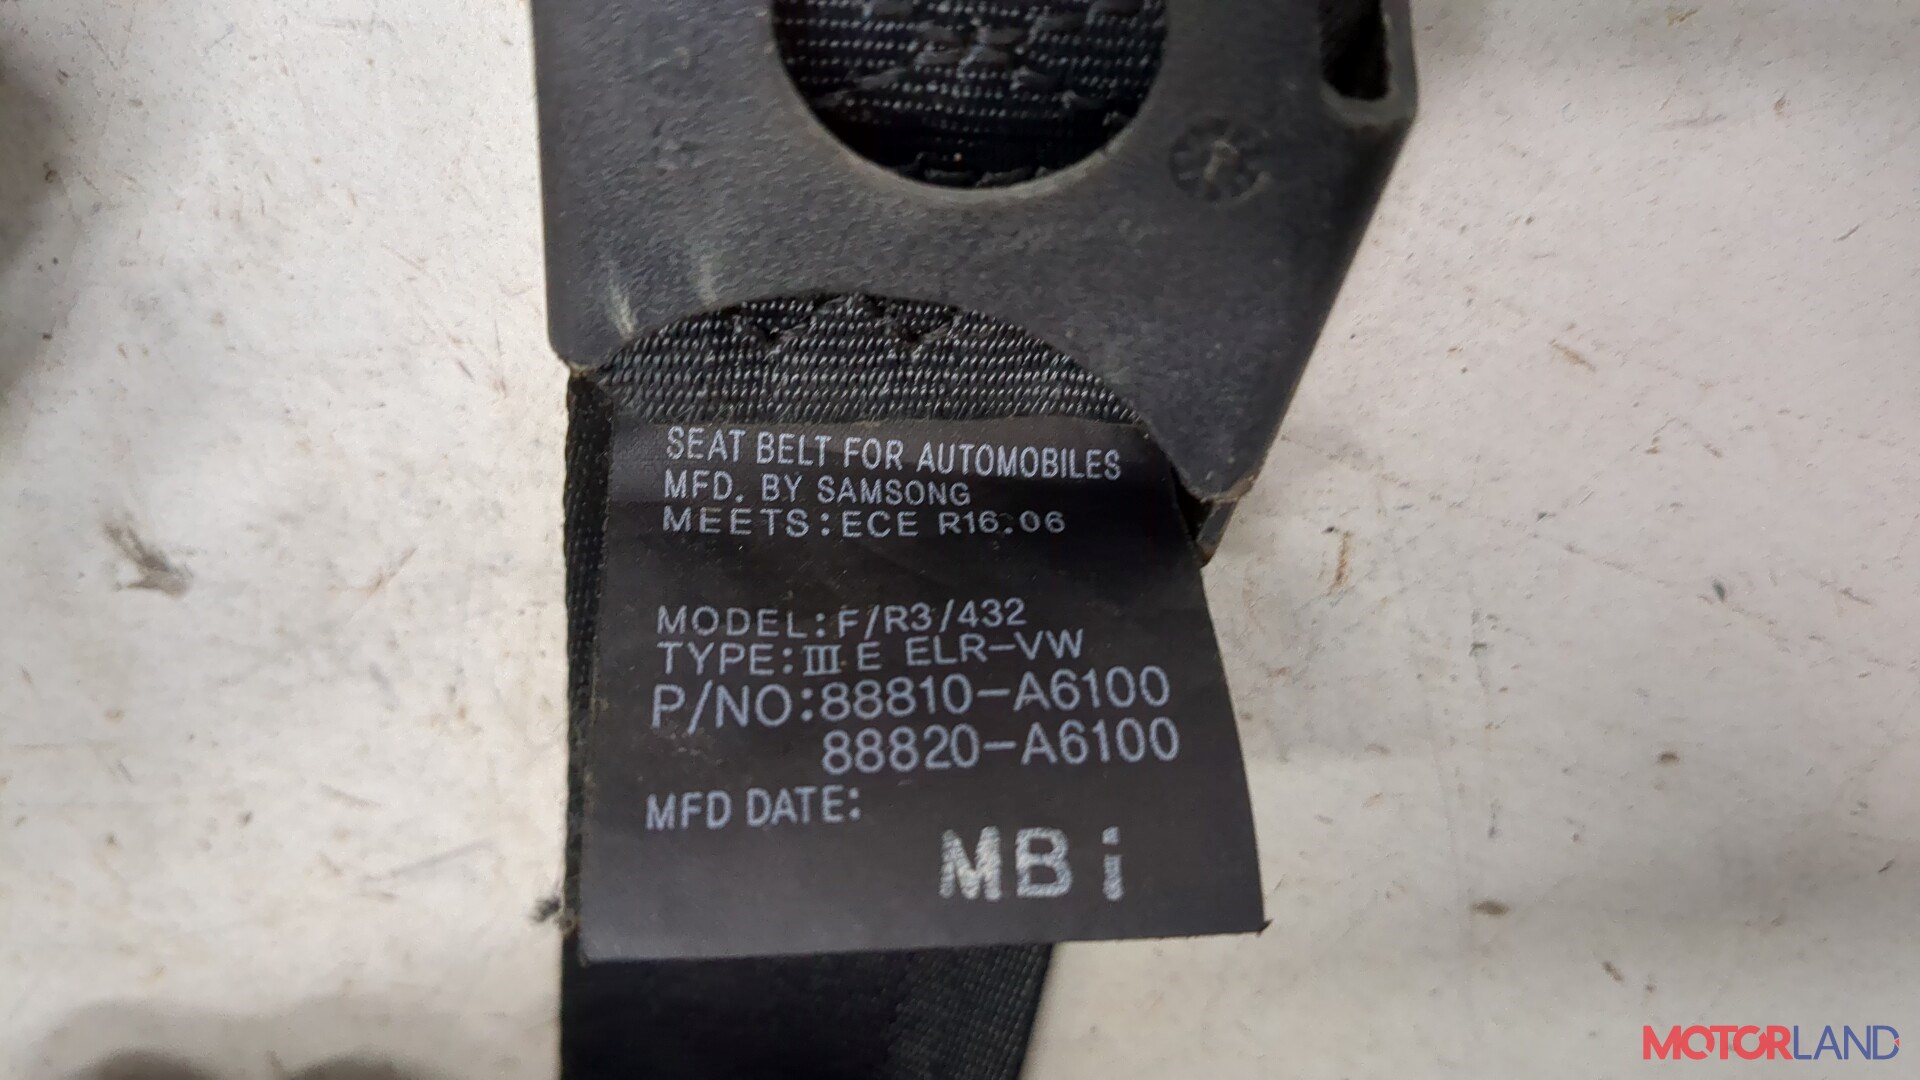 SEAT BELT FOR AUTOMOBILES
MFD. BY SAMSONG
MEETS:ECE R16.06
MODEL:F/R3/432
TYPE:III E ELR-VW
P/NO:88810-A6100
88820-A6100
MFD DATE:
MB i
MOTORLAND